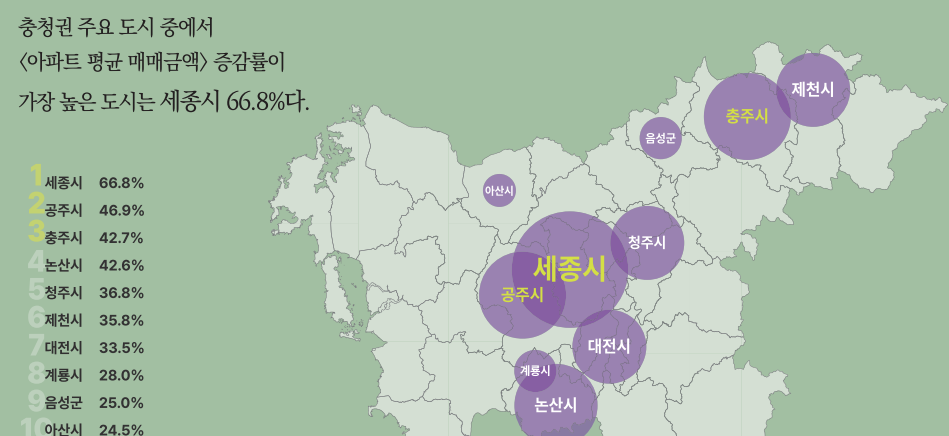 충청권 주요 도시 중에서
〈아파트 평균 매매금액〉 증감률이
가장 높은 도시는 세종시 66.8%다.
1 세종시 66.8%
2 공주시 46.9%
3 충주시 42.7%
4 논산시 42.6%
5 청주시 36.8%
6 제천시 35.8%
7 대전시 33.5%
8 계룡시 28.0%
9 음성군 25.0%
10 아산시 24.5%
제천시
충주시
음성군
아산시
청주시
세종시
공주시
대전시
계룡시
논산시